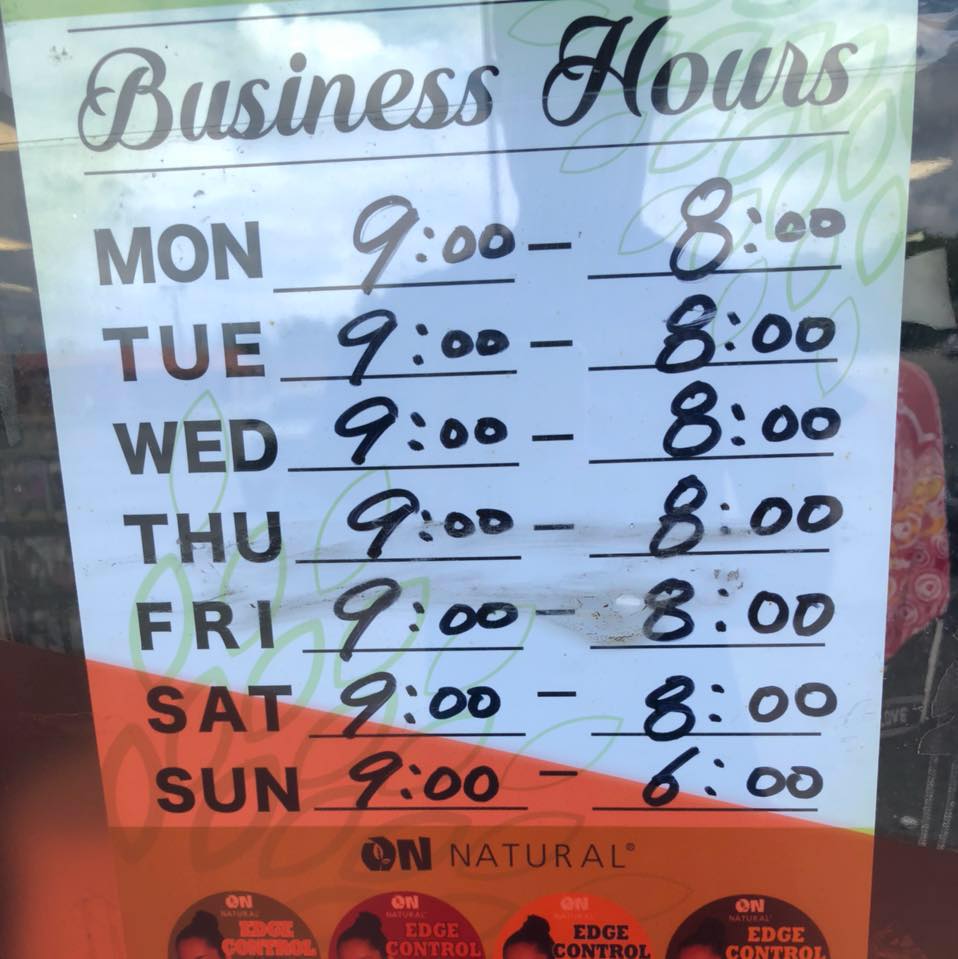 Business Hours
MON 9:00 – 8:00
TUE 9:00 – 8:00
WED 9:00 – 8:00
THU 9:00 – 8:00
FRI 9:00 – 8:00
SAT 9:00 – 8:00
SUN 9:00 – 6:00
ON NATURAL®
ON ON ON ON
NATURAL NATURAL NATURAL NATURAL
EDGE EDGE EDGE EDGE
CONTROL CONTROL CONTROL CONTROL
LOVE